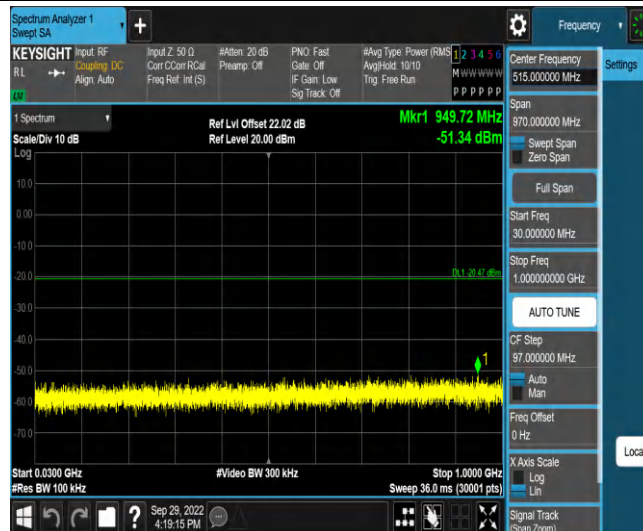 Spectrum Analyzer 1
Swept SA
Frequency
KEYSIGHT
RL
Input: RF
Coupling: DC
Align: Auto
Input Z: 50 Ω
Corr CCorr RCal
Freq Ref: Int (S)
#Atten: 20 dB
Preamp: Off
PNO: Fast
Gate: Off
IF Gain: Low
Sig Track: Off
#Avg Type: Power (RMS
Avg|Hold: 10/10
Trig: Free Run
1 2 3 4 5 6
M W W W W W
P P P P P P
1 Spectrum
Scale/Div 10 dB
Log
Ref Lvl Offset 22.02 dB
Ref Level 20.00 dBm
Mkr1 949.72 MHz
-51.34 dBm
10.0
0.00
-10.0
-20.0
-30.0
-40.0
-50.0
-60.0
-70.0
DL1 -20.47 dBm
1
Start 0.0300 GHz
#Res BW 100 kHz
#Video BW 300 kHz
Stop 1.0000 GHz
Sweep 36.0 ms (30001 pts)
Sep 29, 2022
4:19:15 PM
Center Frequency
515.000000 MHz
Settings
Span
970.000000 MHz
Swept Span
Zero Span
Full Span
Start Freq
30.000000 MHz
Stop Freq
1.000000000 GHz
AUTO TUNE
CF Step
97.000000 MHz
Auto
Man
Freq Offset
0 Hz
X Axis Scale
Log
Lin
Loca
Signal Track
(Span Zoom)